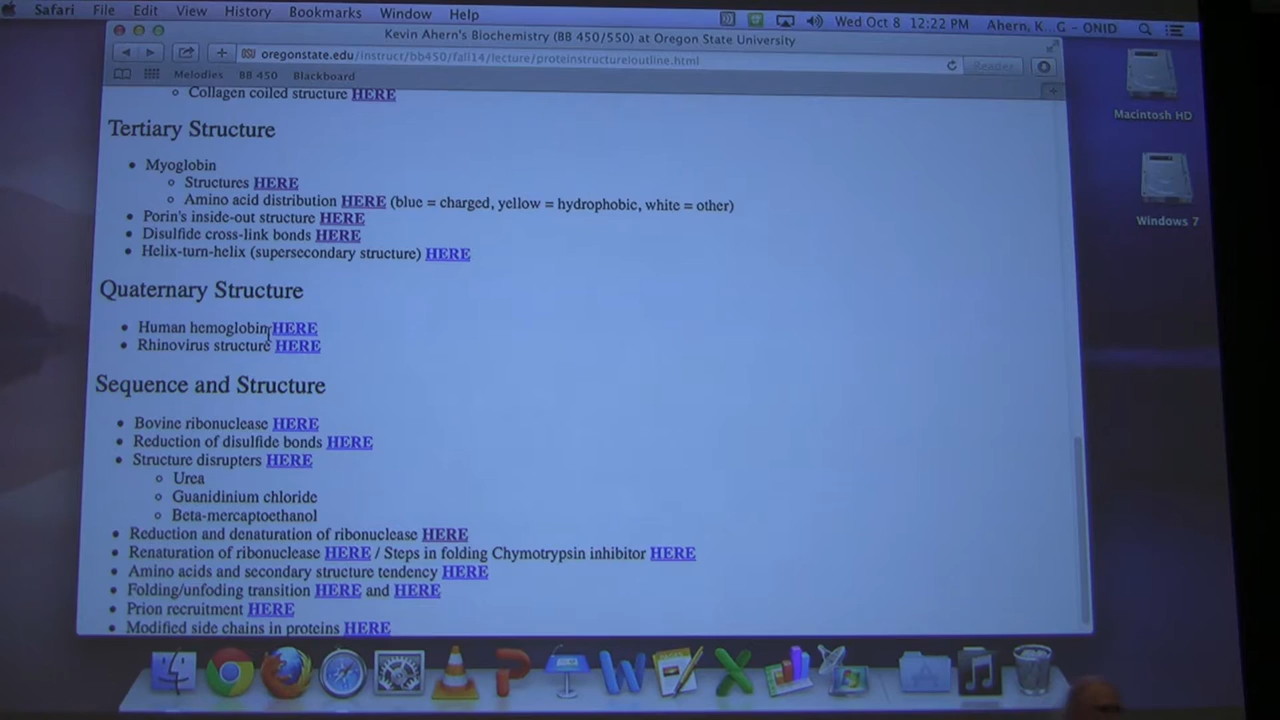 Safari File Edit View History Bookmarks Window Help Wed Oct 8 12:22 PM Ahern, K... G - ONID
Kevin Ahern's Biochemistry (BB 450/550) at Oregon State University
oregonstate.edu/instruct/bb450/fall14/lecture/proteinstructureIoutline.html Reader
Melodies BB 450 Blackboard
Macintosh HD
Windows 7
Collagen coiled structure HERE
Tertiary Structure
Myoglobin
Structures HERE
Amino acid distribution HERE (blue = charged, yellow = hydrophobic, white = other)
Porin's inside-out structure HERE
Disulfide cross-link bonds HERE
Helix-turn-helix (supersecondary structure) HERE
Quaternary Structure
Human hemoglobin HERE
Rhinovirus structure HERE
Sequence and Structure
Bovine ribonuclease HERE
Reduction of disulfide bonds HERE
Structure disrupters HERE
Urea
Guanidinium chloride
Beta-mercaptoethanol
Reduction and denaturation of ribonuclease HERE
Renaturation of ribonuclease HERE / Steps in folding Chymotrypsin inhibitor HERE
Amino acids and secondary structure tendency HERE
Folding/unfoding transition HERE and HERE
Prion recruitment HERE
Modified side chains in proteins HERE